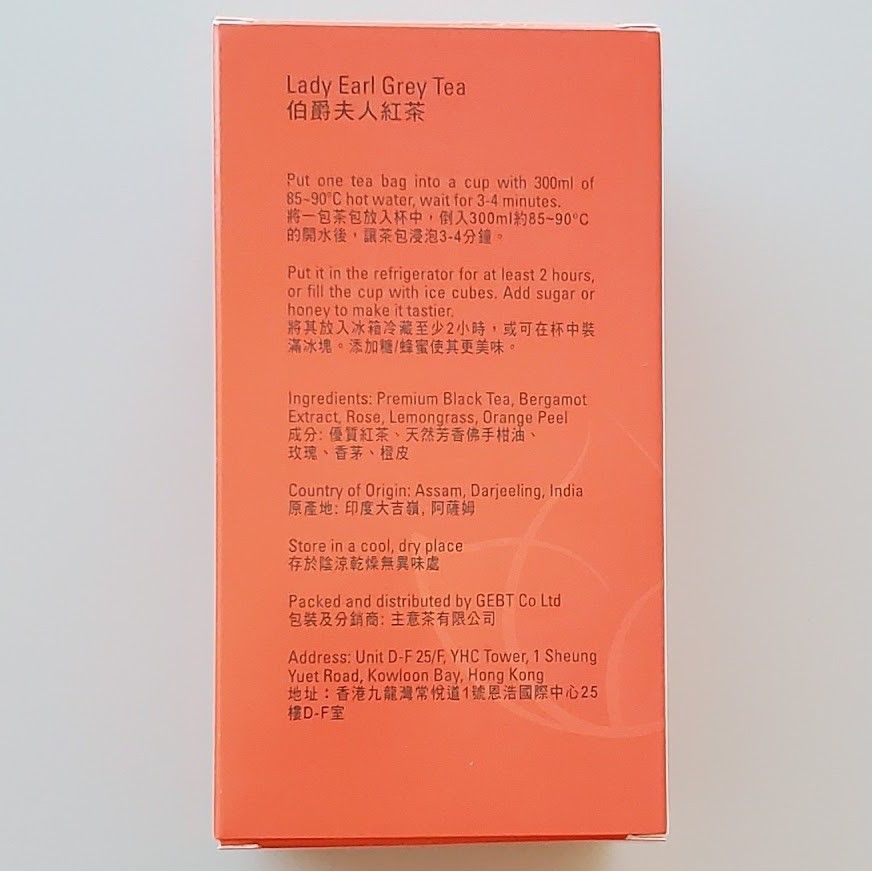 Lady Earl Grey Tea
伯爵夫人紅茶
Put one tea bag into a cup with 300ml of
85~90°C hot water, wait for 3-4 minutes.
將一包茶包放入杯中，倒入300ml約85~90°C
的開水後，讓茶包浸泡3-4分鐘。
Put it in the refrigerator for at least 2 hours,
or fill the cup with ice cubes. Add sugar or
honey to make it tastier.
將其放入冰箱冷藏至少2小時，或可在杯中裝
滿冰塊。添加糖/蜂蜜使其更美味。
Ingredients: Premium Black Tea, Bergamot
Extract, Rose, Lemongrass, Orange Peel
成分: 優質紅茶、天然芳香佛手柑油、
玫瑰、香茅、橙皮
Country of Origin: Assam, Darjeeling, India
原產地: 印度大吉嶺, 阿薩姆
Store in a cool, dry place
存於陰涼乾燥無異味處
Packed and distributed by GEBT Co Ltd
包裝及分銷商: 主意茶有限公司
Address: Unit D-F 25/F, YHC Tower, 1 Sheung
Yuet Road, Kowloon Bay, Hong Kong
地址：香港九龍灣常悅道1號恩浩國際中心25
樓D-F室